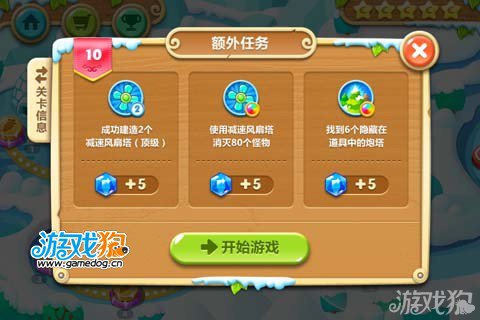 额外任务
10
关卡信息
2
成功建造2个
减速风扇塔（顶级）
+5
使用减速风扇塔
消灭80个怪物
+5
找到6个隐藏在
道具中的炮塔
+5
开始游戏
游戏狗
www.gamedog.cn
游戏狗